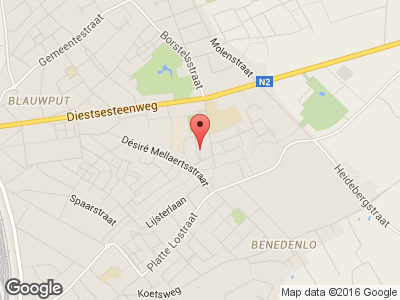 Gemeentestraat
Borstelsstraat
Molenstraat
N2
BLAUWPUT
Diestsesteenweg
Désiré Mellaertsstraat
Heidebergstraat
Spaarstraat
Lijsterlaan
Platte Lostraat
BENEDENLO
Koetsweg
Google
Map data ©2016 Google